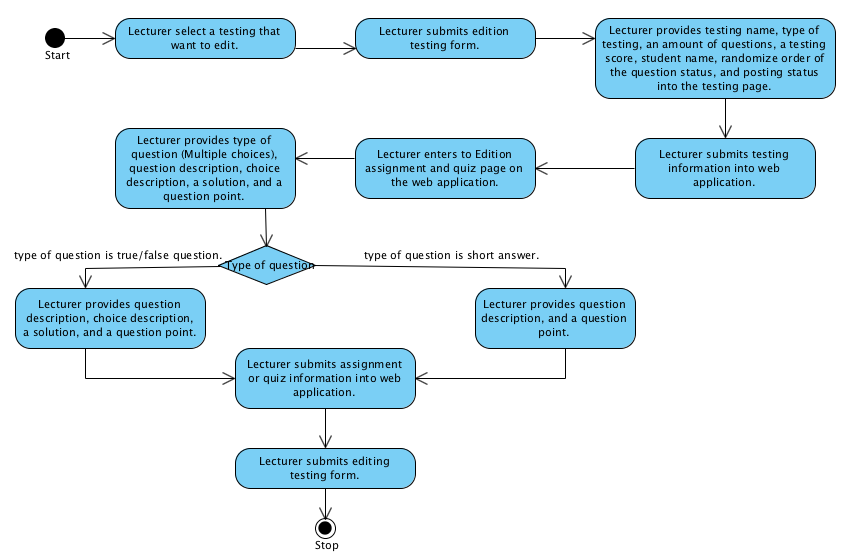 Start
Lecturer select a testing that
want to edit.
Lecturer submits edition
testing form.
Lecturer provides testing name, type of
testing, an amount of questions, a testing
score, student name, randomize order of
the question status, and posting status
into the testing page.
Lecturer submits testing
information into web
application.
Lecturer enters to Edition
assignment and quiz page on
the web application.
Lecturer provides type of
question (Multiple choices),
question description, choice
description, a solution, and a
question point.
Type of question
type of question is true/false question.
type of question is short answer.
Lecturer provides question
description, choice description,
a solution, and a question point.
Lecturer provides question
description, and a question
point.
Lecturer submits assignment
or quiz information into web
application.
Lecturer submits editing
testing form.
Stop